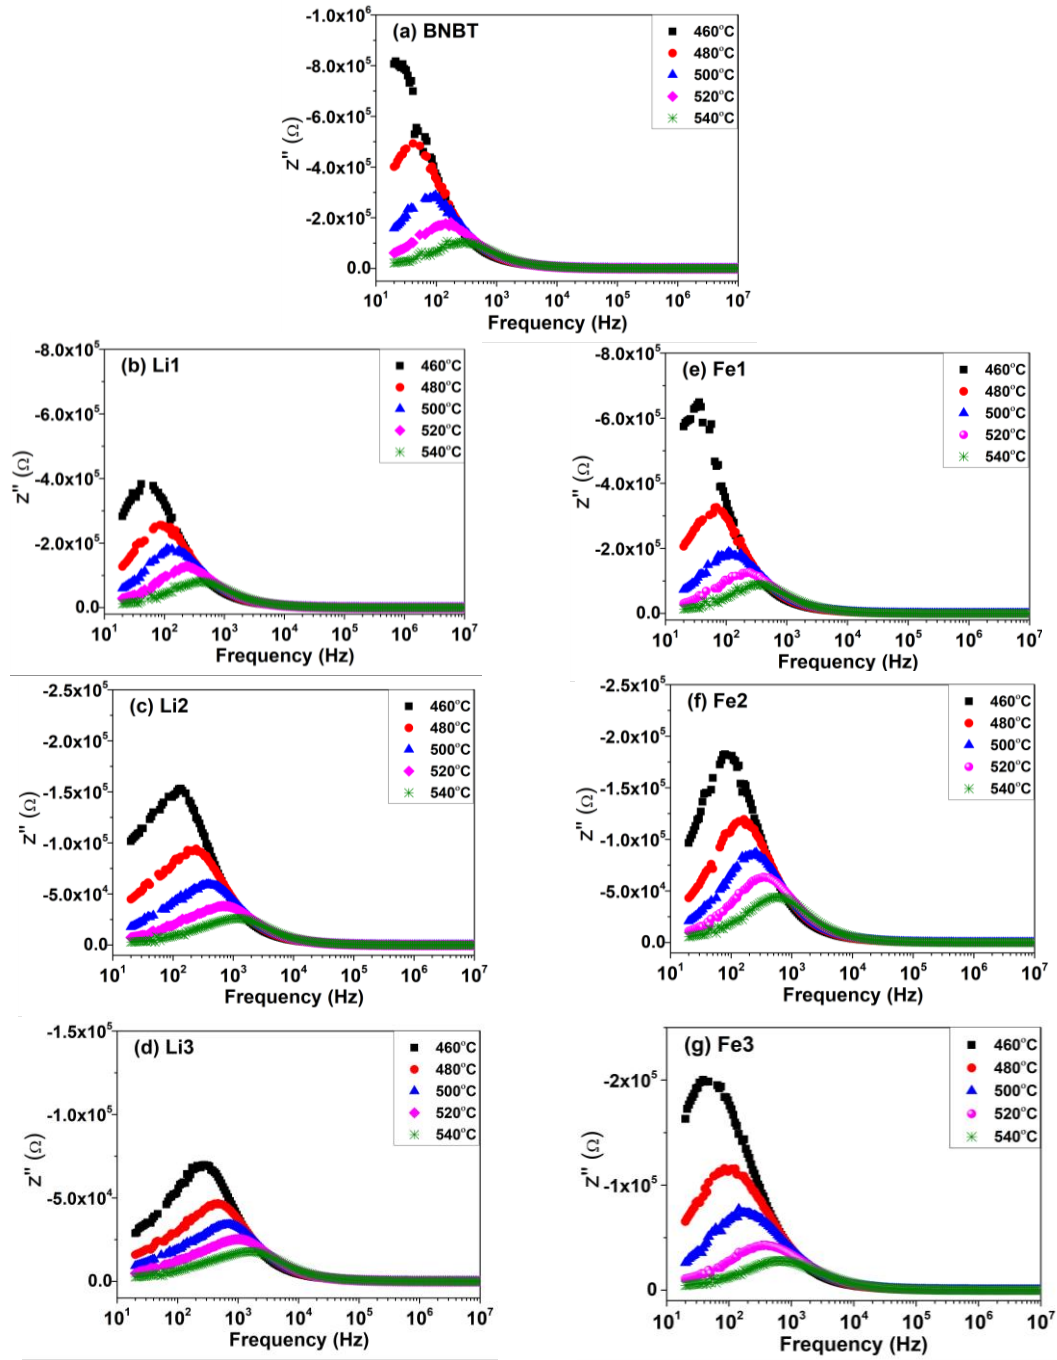 (a) BNBT
-1.0x10⁶
-8.0x10⁵
-6.0x10⁵
-4.0x10⁵
-2.0x10⁵
0.0
Z'' (Ω)
460°C
480°C
500°C
520°C
540°C
10¹ 10² 10³ 10⁴ 10⁵ 10⁶ 10⁷
Frequency (Hz)
(b) Li1
-8.0x10⁵
-6.0x10⁵
-4.0x10⁵
-2.0x10⁵
0.0
Z'' (Ω)
460°C
480°C
500°C
520°C
540°C
10¹ 10² 10³ 10⁴ 10⁵ 10⁶ 10⁷
Frequency (Hz)
(e) Fe1
-8.0x10⁵
-6.0x10⁵
-4.0x10⁵
-2.0x10⁵
0.0
Z'' (Ω)
460°C
480°C
500°C
520°C
540°C
10¹ 10² 10³ 10⁴ 10⁵ 10⁶ 10⁷
Frequency (Hz)
(c) Li2
-2.5x10⁵
-2.0x10⁵
-1.5x10⁵
-1.0x10⁵
-5.0x10⁴
0.0
Z'' (Ω)
460°C
480°C
500°C
520°C
540°C
10¹ 10² 10³ 10⁴ 10⁵ 10⁶ 10⁷
Frequency (Hz)
(f) Fe2
-2.5x10⁵
-2.0x10⁵
-1.5x10⁵
-1.0x10⁵
-5.0x10⁴
0.0
Z'' (Ω)
460°C
480°C
500°C
520°C
540°C
10¹ 10² 10³ 10⁴ 10⁵ 10⁶ 10⁷
Frequency (Hz)
(d) Li3
-1.5x10⁵
-1.0x10⁵
-5.0x10⁴
0.0
Z'' (Ω)
460°C
480°C
500°C
520°C
540°C
10¹ 10² 10³ 10⁴ 10⁵ 10⁶ 10⁷
Frequency (Hz)
(g) Fe3
-2x10⁵
-1x10⁵
0
Z'' (Ω)
460°C
480°C
500°C
520°C
540°C
10¹ 10² 10³ 10⁴ 10⁵ 10⁶ 10⁷
Frequency (Hz)